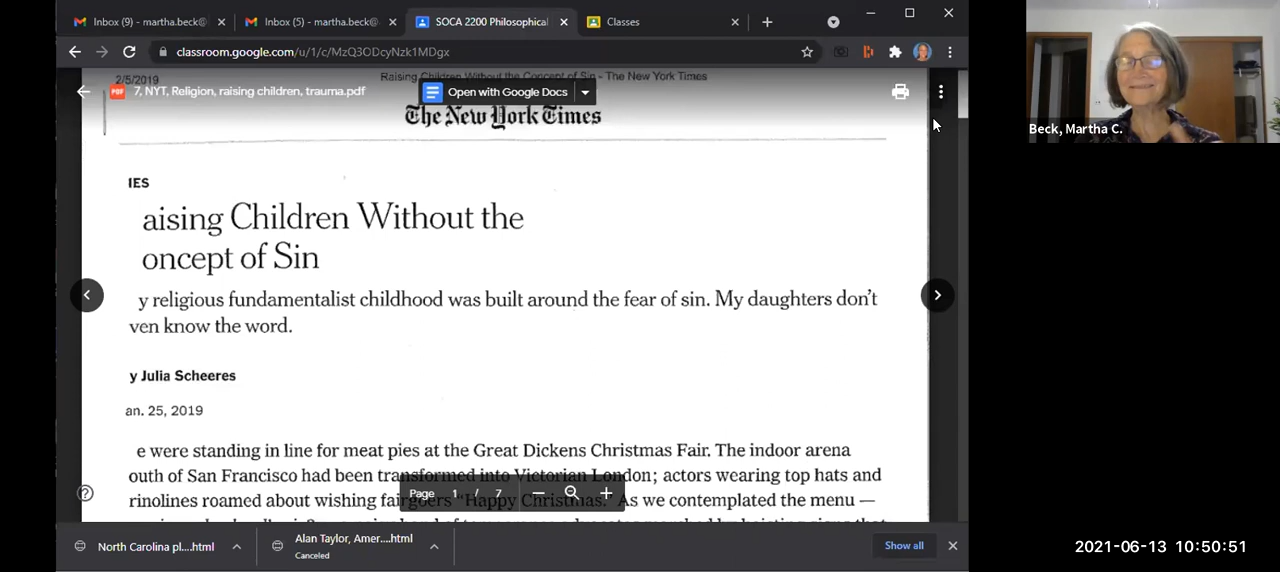 Inbox (9) - martha.beck@
Inbox (5) - martha.beck@
SOCA 2200 Philosophical
Classes
classroom.google.com/u/1/c/MzQ3ODcyNzk1MDgx
2/5/2019
Raising Children Without the Concept of Sin - The New York Times
PDF
7, NYT, Religion, raising children, trauma.pdf
Open with Google Docs
The New York Times
IES
aising Children Without the
oncept of Sin
y religious fundamentalist childhood was built around the fear of sin. My daughters don't
ven know the word.
y Julia Scheeres
an. 25, 2019
e were standing in line for meat pies at the Great Dickens Christmas Fair. The indoor arena
outh of San Francisco had been transformed into Victorian London; actors wearing top hats and
rinolines roamed about wishing fairgoers "Happy Christmas." As we contemplated the menu —
Page 1 / 7
North Carolina pl....html
Alan Taylor, Amer....html
Canceled
Show all
Beck, Martha C.
2021-06-13 10:50:51